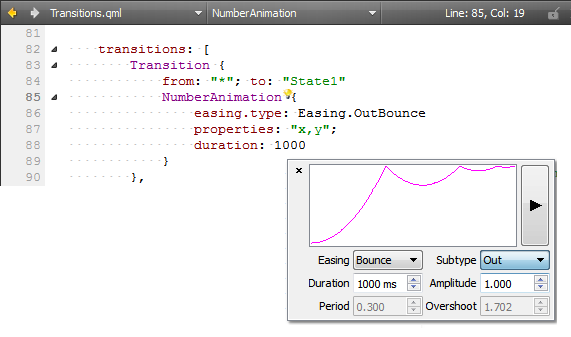 Transitions.qml NumberAnimation Line: 85, Col: 19
81
82 transitions: [
83 Transition {
84 from: "*"; to: "State1"
85 NumberAnimation {
86 easing.type: Easing.OutBounce
87 properties: "x,y";
88 duration: 1000
89 }
90 },
Easing Bounce Subtype Out
Duration 1000 ms Amplitude 1.000
Period 0.300 Overshoot 1.702